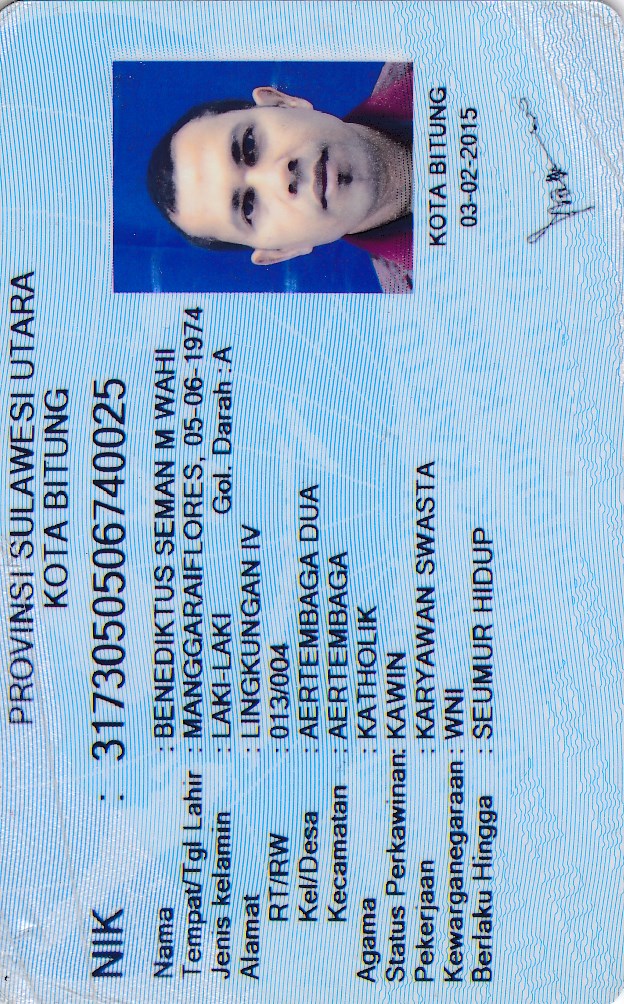 PROVINSI SULAWESI UTARA
KOTA BITUNG
NIK : 3173050506740025
Nama : BENEDIKTUS SEMAN M WAHI
Tempat/Tgl Lahir : MANGGARAIFLORES, 05-06-1974
Jenis kelamin : LAKI-LAKI Gol. Darah : A
Alamat : LINGKUNGAN IV
RT/RW : 013/004
Kel/Desa : AERTEMBAGA DUA
Kecamatan : AERTEMBAGA
Agama : KATHOLIK
Status Perkawinan: KAWIN
Pekerjaan : KARYAWAN SWASTA
Kewarganegaraan : WNI
Berlaku Hingga : SEUMUR HIDUP
KOTA BITUNG
03-02-2015